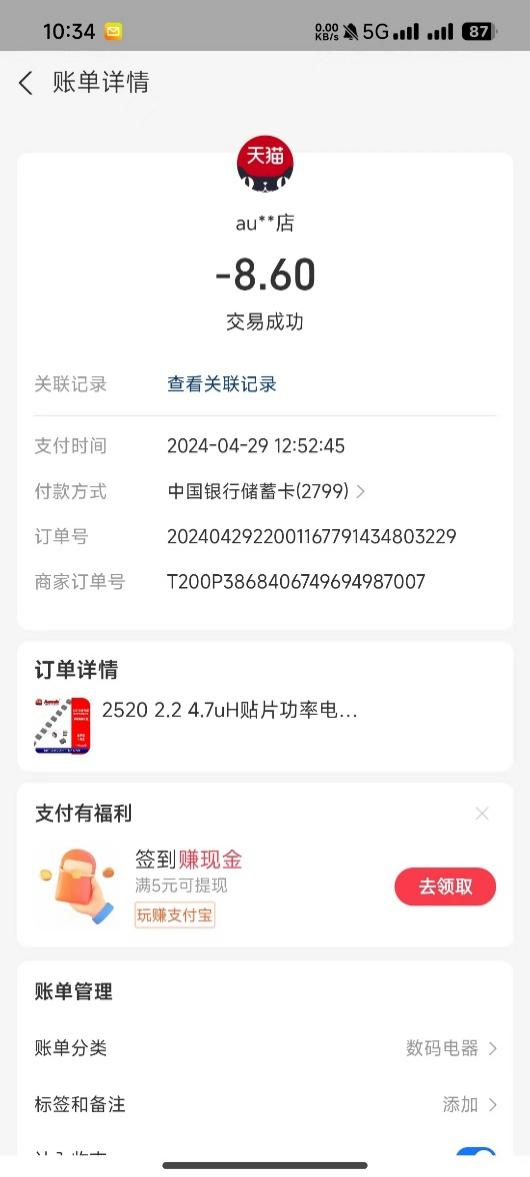 10:34 0.00 KB/s 5G 87
账单详情
天猫
au**店
-8.60
交易成功
关联记录 查看关联记录
支付时间 2024-04-29 12:52:45
付款方式 中国银行储蓄卡(2799)
订单号 2024042922001167791434803229
商家订单号 T200P3868406749694987007
订单详情
2520 2.2 4.7uH贴片功率电...
支付有福利
签到赚现金
满5元可提现
去领取
玩赚支付宝
账单管理
账单分类 数码电器
标签和备注 添加